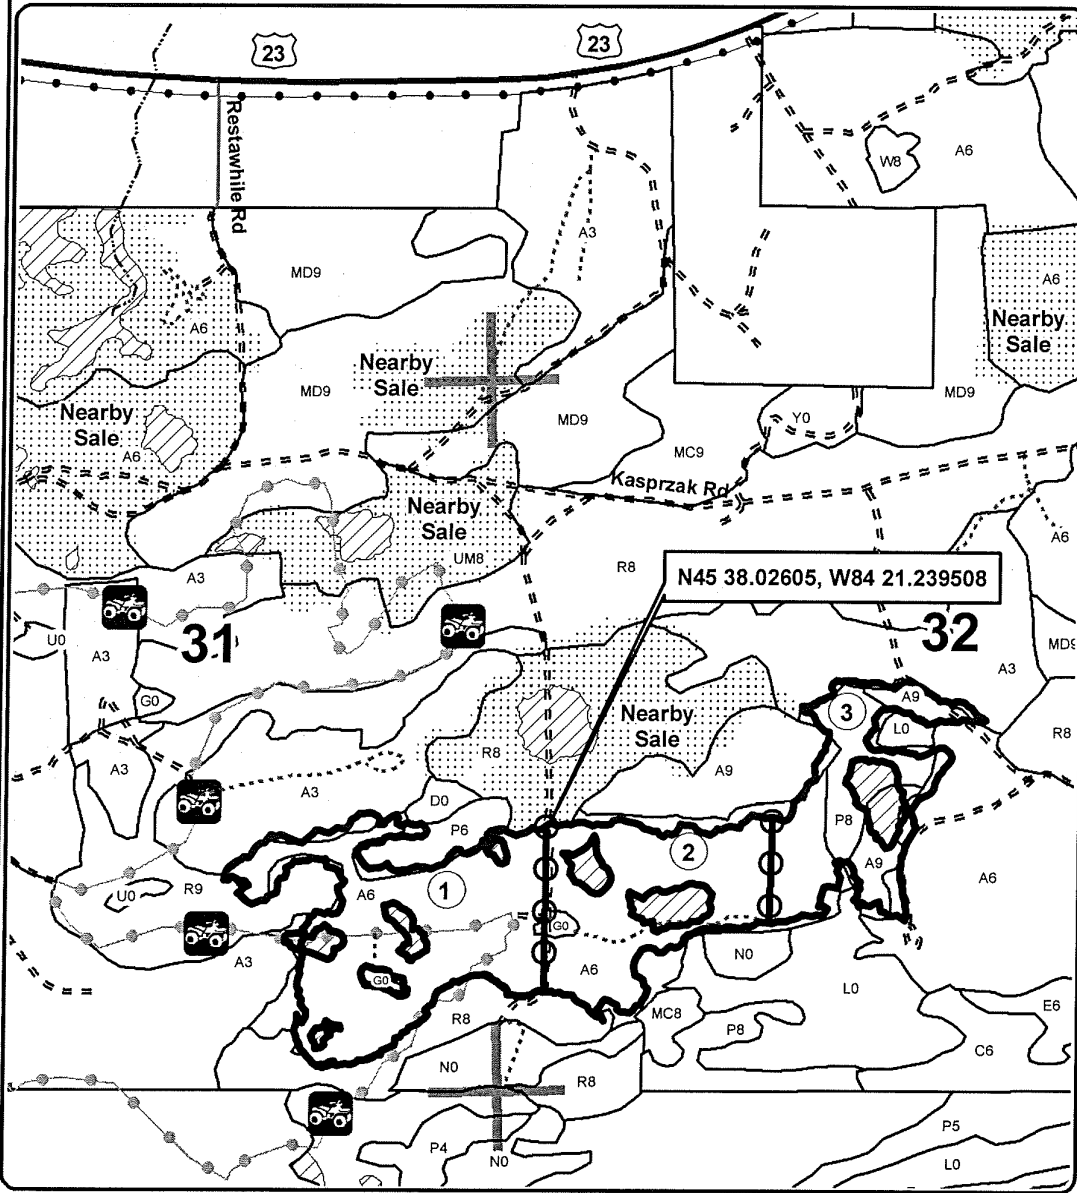 23
23
Restawhile Rd
W8
A6
A3
MD9
A6
Nearby
Sale
A6
Nearby
Sale
MD9
Nearby
Sale
A6
MD9
MD9
Y0
MC9
Kasprzak Rd
Nearby
Sale
UM8
R8
A6
N45 38.02605, W84 21.239508
A3
31
32
U0
A3
G0
MD9
A3
R8
A3
A3
R8
Nearby
Sale
A9
3
A9
L0
D0
P6
P8
A9
2
1
U0
R9
A6
A6
A3
G0
G0
A6
N0
L0
R8
MC8
P8
E6
C6
N0
R8
P4
N0
P5
L0